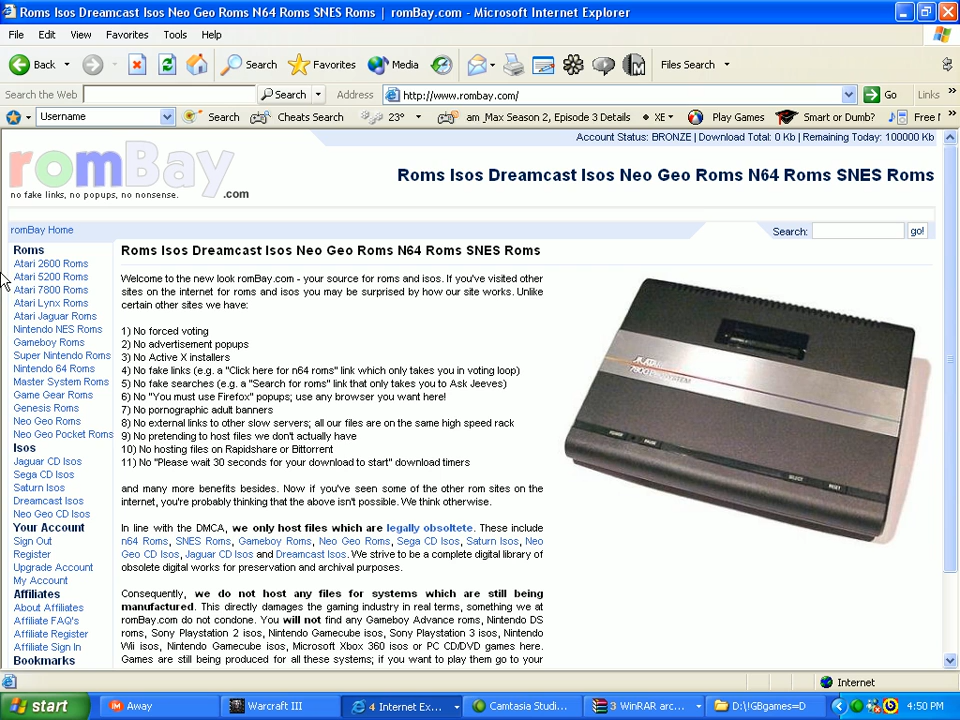 Roms Isos Dreamcast Isos Neo Geo Roms N64 Roms SNES Roms | romBay.com - Microsoft Internet Explorer
File Edit View Favorites Tools Help
Back Search Favorites Media Files Search
Search the Web Search Address http://www.rombay.com/ Go Links
Username Search Cheats Search 23° am ,Max Season 2, Episode 3 Details XE Play Games Smart or Dumb? Free
Account Status: BRONZE | Download Total: 0 Kb | Remaining Today: 100000 Kb
romBay.com
no fake links, no popups, no nonsense.
Roms Isos Dreamcast Isos Neo Geo Roms N64 Roms SNES Roms
romBay Home
Search: go!
Roms
Atari 2600 Roms
Atari 5200 Roms
Atari 7800 Roms
Atari Lynx Roms
Atari Jaguar Roms
Nintendo NES Roms
Gameboy Roms
Super Nintendo Roms
Nintendo 64 Roms
Master System Roms
Game Gear Roms
Genesis Roms
Neo Geo Roms
Neo Geo Pocket Roms
Isos
Jaguar CD Isos
Sega CD Isos
Saturn Isos
Dreamcast Isos
Neo Geo CD Isos
Your Account
Sign Out
Register
Upgrade Account
My Account
Affiliates
About Affiliates
Affiliate FAQ's
Affiliate Register
Affiliate Sign In
Bookmarks
Roms Isos Dreamcast Isos Neo Geo Roms N64 Roms SNES Roms
Welcome to the new look romBay.com - your source for roms and isos. If you've visited other
sites on the internet for roms and isos you may be surprised by how our site works. Unlike
certain other sites we have:
1) No forced voting
2) No advertisement popups
3) No Active X installers
4) No fake links (e.g. a "Click here for n64 roms" link which only takes you in voting loop)
5) No fake searches (e.g. a "Search for roms" link that only takes you to Ask Jeeves)
6) No "You must use Firefox" popups; use any browser you want here!
7) No pornographic adult banners
8) No external links to other slow servers; all our files are on the same high speed rack
9) No pretending to host files we don't actually have
10) No hosting files on Rapidshare or Bittorrent
11) No "Please wait 30 seconds for your download to start" download timers
and many more benefits besides. Now if you've seen some of the other rom sites on the
internet, you're probably thinking that the above isn't possible. We think otherwise.
In line with the DMCA, we only host files which are legally obsoltete. These include
n64 Roms, SNES Roms, Gameboy Roms, Neo Geo Roms, Sega CD Isos, Saturn Isos, Neo
Geo CD Isos, Jaguar CD Isos and Dreamcast Isos. We strive to be a complete digital library of
obsolete digital works for preservation and archival purposes.
Consequently, we do not host any files for systems which are still being
manufactured. This directly damages the gaming industry in real terms, something we at
romBay.com do not condone. You will not find any Gameboy Advance roms, Nintendo DS
roms, Sony Playstation 2 isos, Nintendo Gamecube isos, Sony Playstation 3 isos, Nintendo
Wii isos, Nintendo Gamecube isos, Microsoft Xbox 360 isos or PC CD/DVD games here.
Games are still being produced for all these systems; if you want to play them go to your
ATARI
7800 PROSYSTEM
POWER PAUSE SELECT RESET
Internet
start Away Warcraft III 4 Internet Ex... Camtasia Studi... 3 WinRAR arc... D:\!GBgames=D 4:50 PM